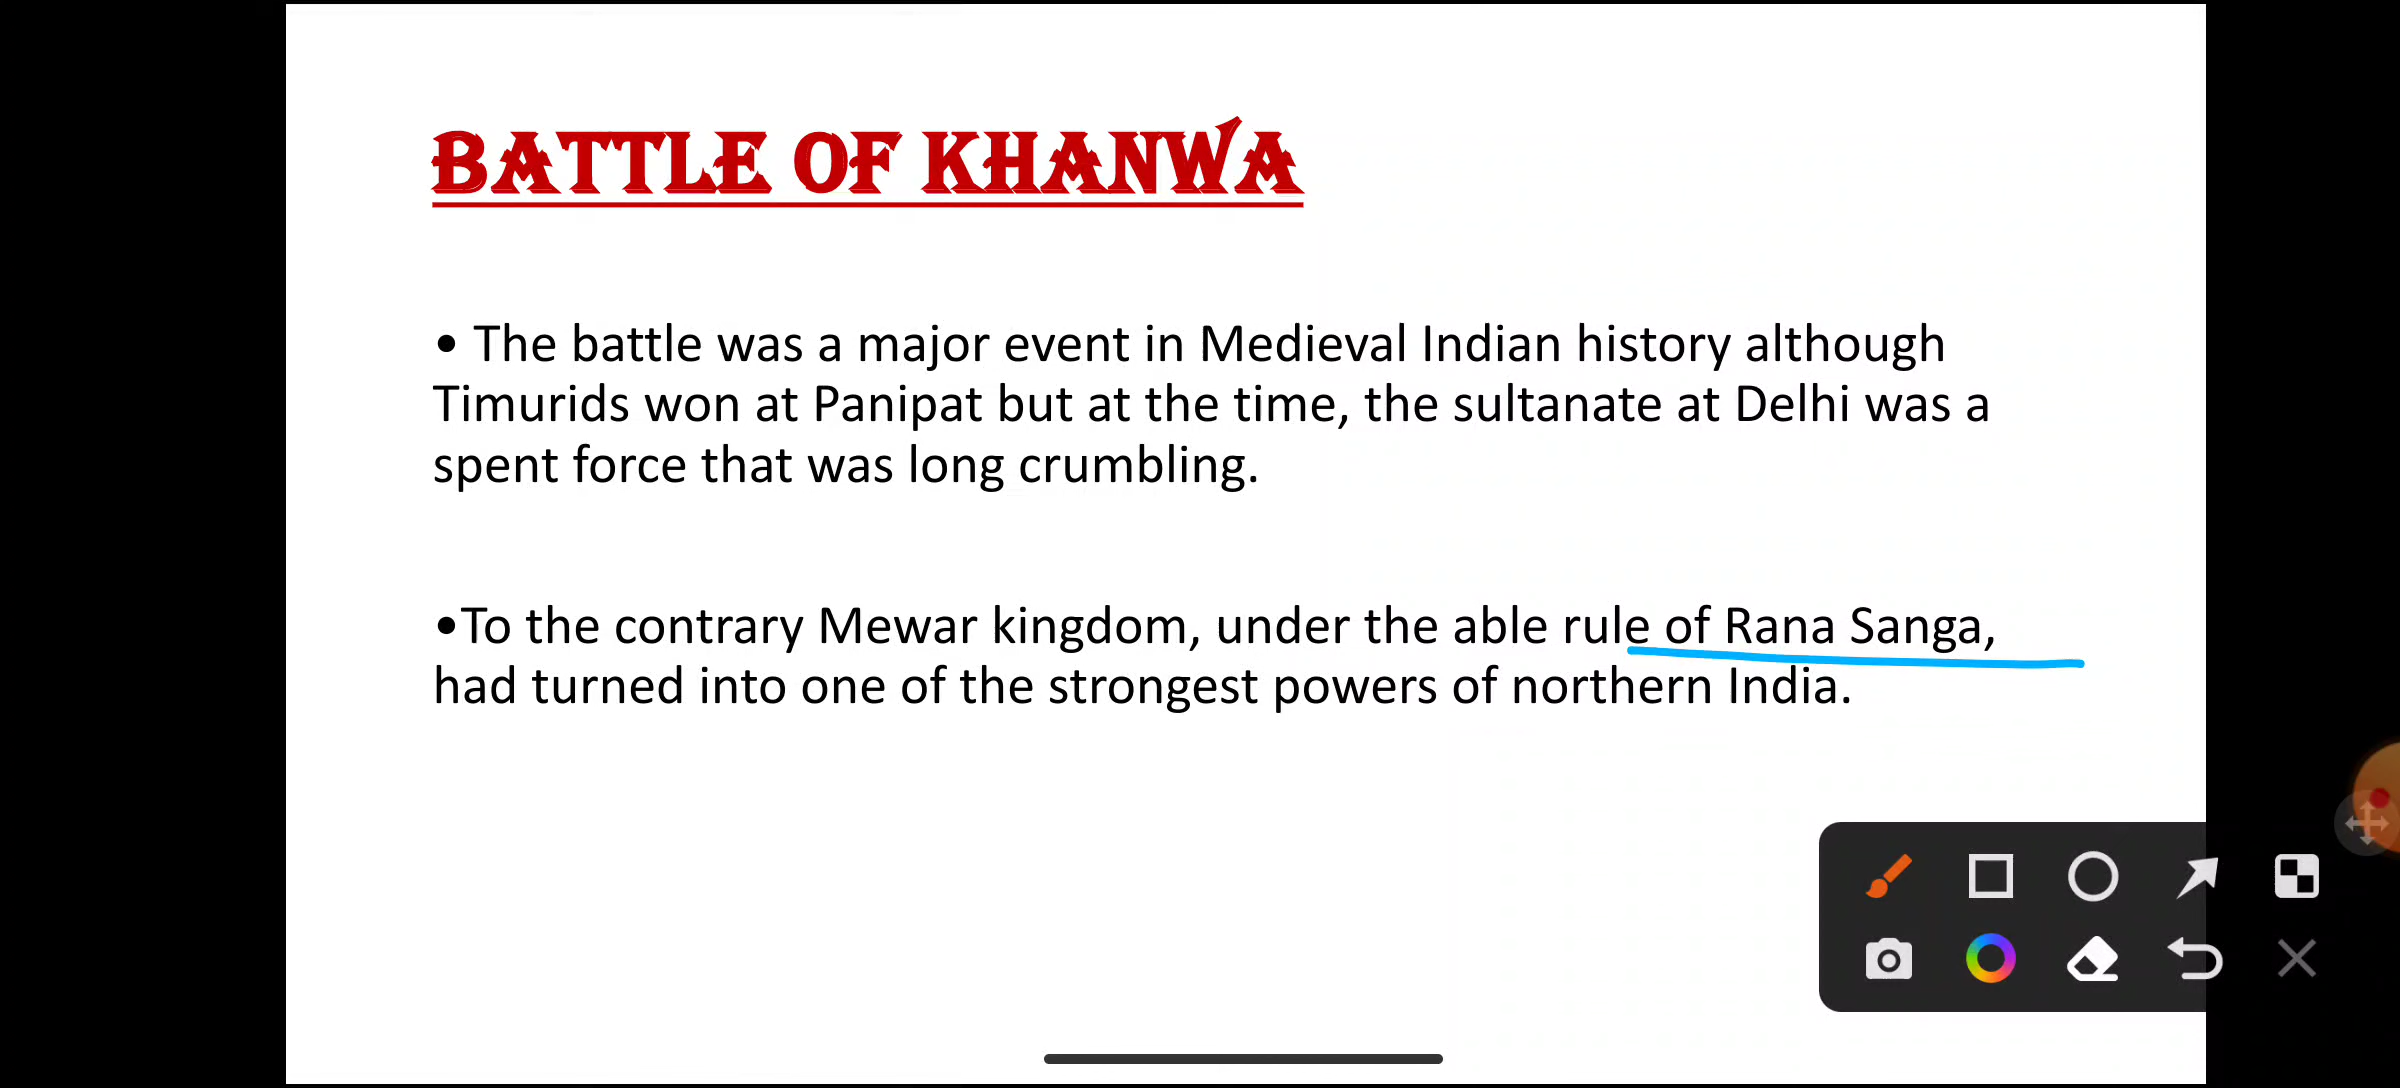 BATTLE OF KHANWA
• The battle was a major event in Medieval Indian history although
Timurids won at Panipat but at the time, the sultanate at Delhi was a
spent force that was long crumbling.
•To the contrary Mewar kingdom, under the able rule of Rana Sanga,
had turned into one of the strongest powers of northern India.